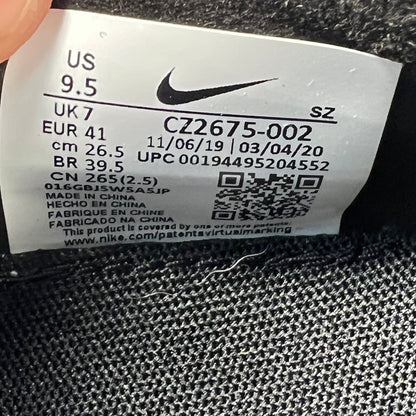 US
9.5
SZ
UK 7
CZ2675-002
EUR 41
11/06/19 | 03/04/20
cm 26.5
UPC 00194495204552
BR 39.5
CN 265(2.5)
016GBJSW5A5JP
MADE IN CHINA
HECHO EN CHINA
FABRIQUE EN CHINE
FABRICADO NA CHINA
This product is covered by one or more patents.
www.nike.com/patentsvirtualmarking